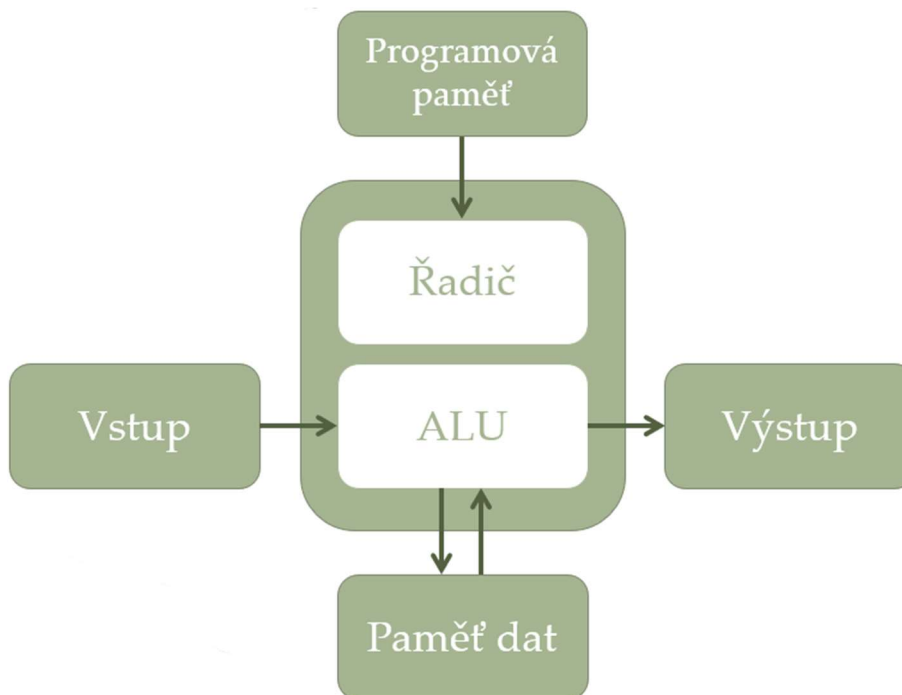 Programová
paměť
Řadič
Vstup
ALU
Výstup
Paměť dat